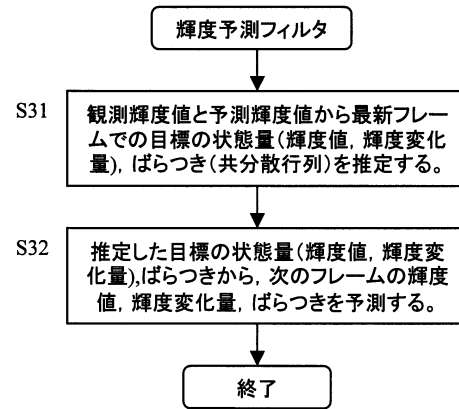 輝度予測フィルタ
S31
観測輝度値と予測輝度値から最新フレー
ムでの目標の状態量(輝度値, 輝度変化
量), ばらつき(共分散行列)を推定する。
S32
推定した目標の状態量(輝度値, 輝度変
化量),ばらつきから, 次のフレームの輝度
値, 輝度変化量, ばらつきを予測する。
終了